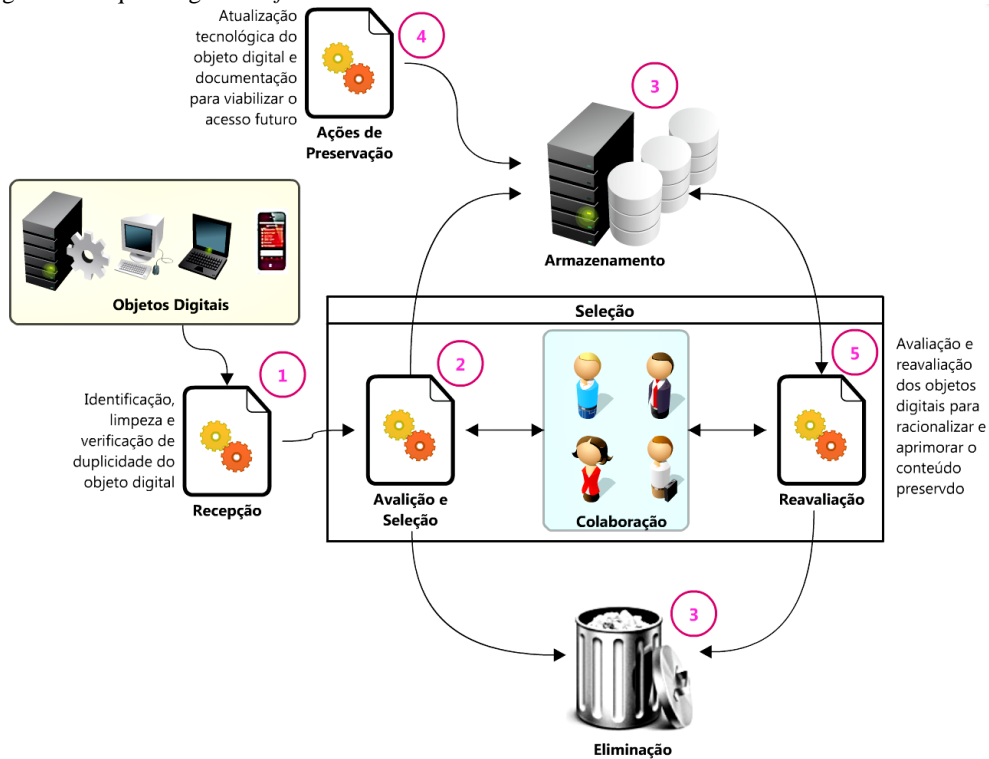 Atualização
tecnológica do
objeto digital e
documentação
para viabilizar o
acesso futuro
4
Ações de
Preservação
3
Armazenamento
Objetos Digitais
Seleção
1
Identificação,
limpeza e
verificação de
duplicidade do
objeto digital
Recepção
2
Avalição e
Seleção
Colaboração
5
Reavaliação
Avaliação e
reavaliação
dos objetos
digitais para
racionalizar e
aprimorar o
conteúdo
preservdo
3
Eliminação